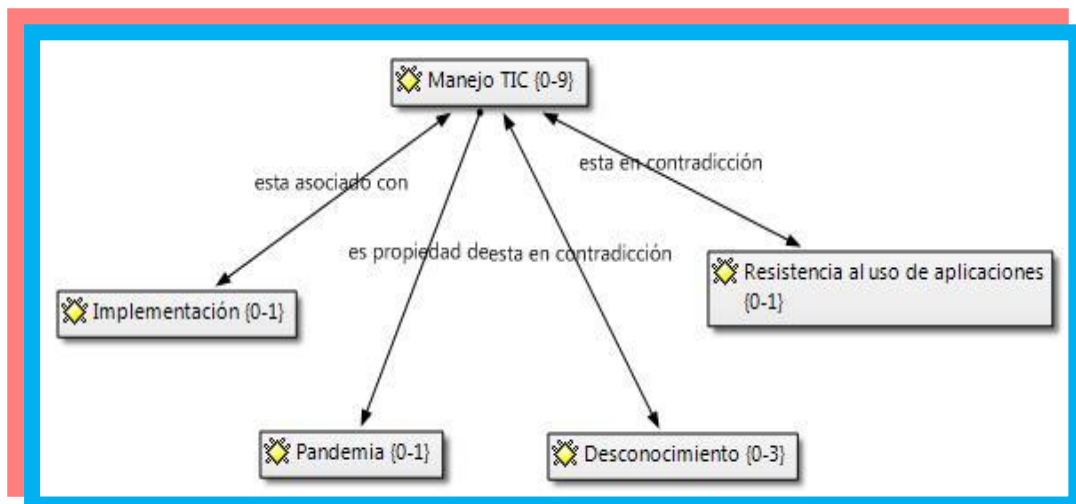 Manejo TIC {0-9}
esta en contradicción
esta asociado con
es propiedad de
esta en contradicción
Resistencia al uso de aplicaciones
{0-1}
Implementación {0-1}
Pandemia {0-1}
Desconocimiento {0-3}